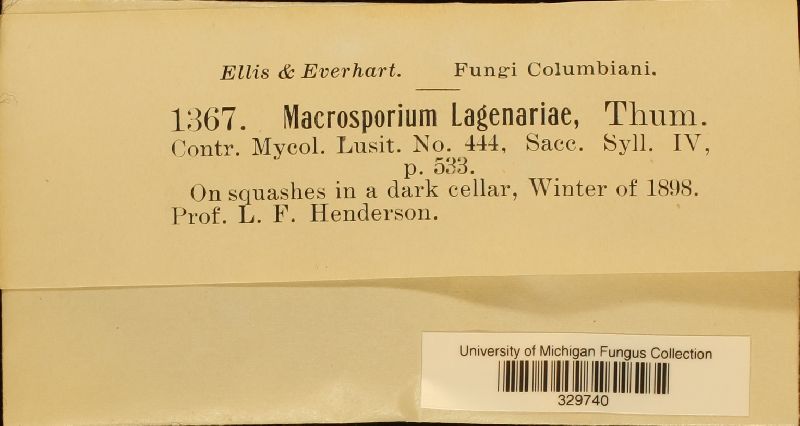 Ellis & Everhart. Fungi Columbiani.
1367. Macrosporium Lagenariae, Thum.
Contr. Mycol. Lusit. No. 444, Sacc. Syll. IV,
p. 533.
On squashes in a dark cellar, Winter of 1898.
Prof. L. F. Henderson.
University of Michigan Fungus Collection
329740